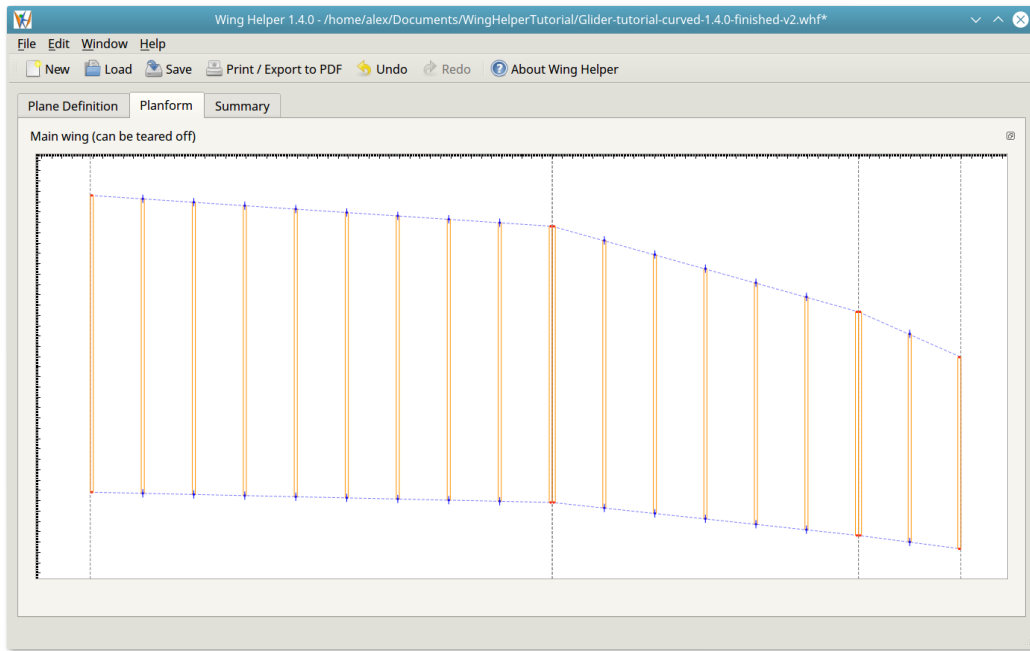 Wing Helper 1.4.0 - /home/alex/Documents/WingHelperTutorial/Glider-tutorial-curved-1.4.0-finished-v2.whf*
File Edit Window Help
New Load Save Print / Export to PDF Undo Redo About Wing Helper
Plane Definition Planform Summary
Main wing (can be teared off)